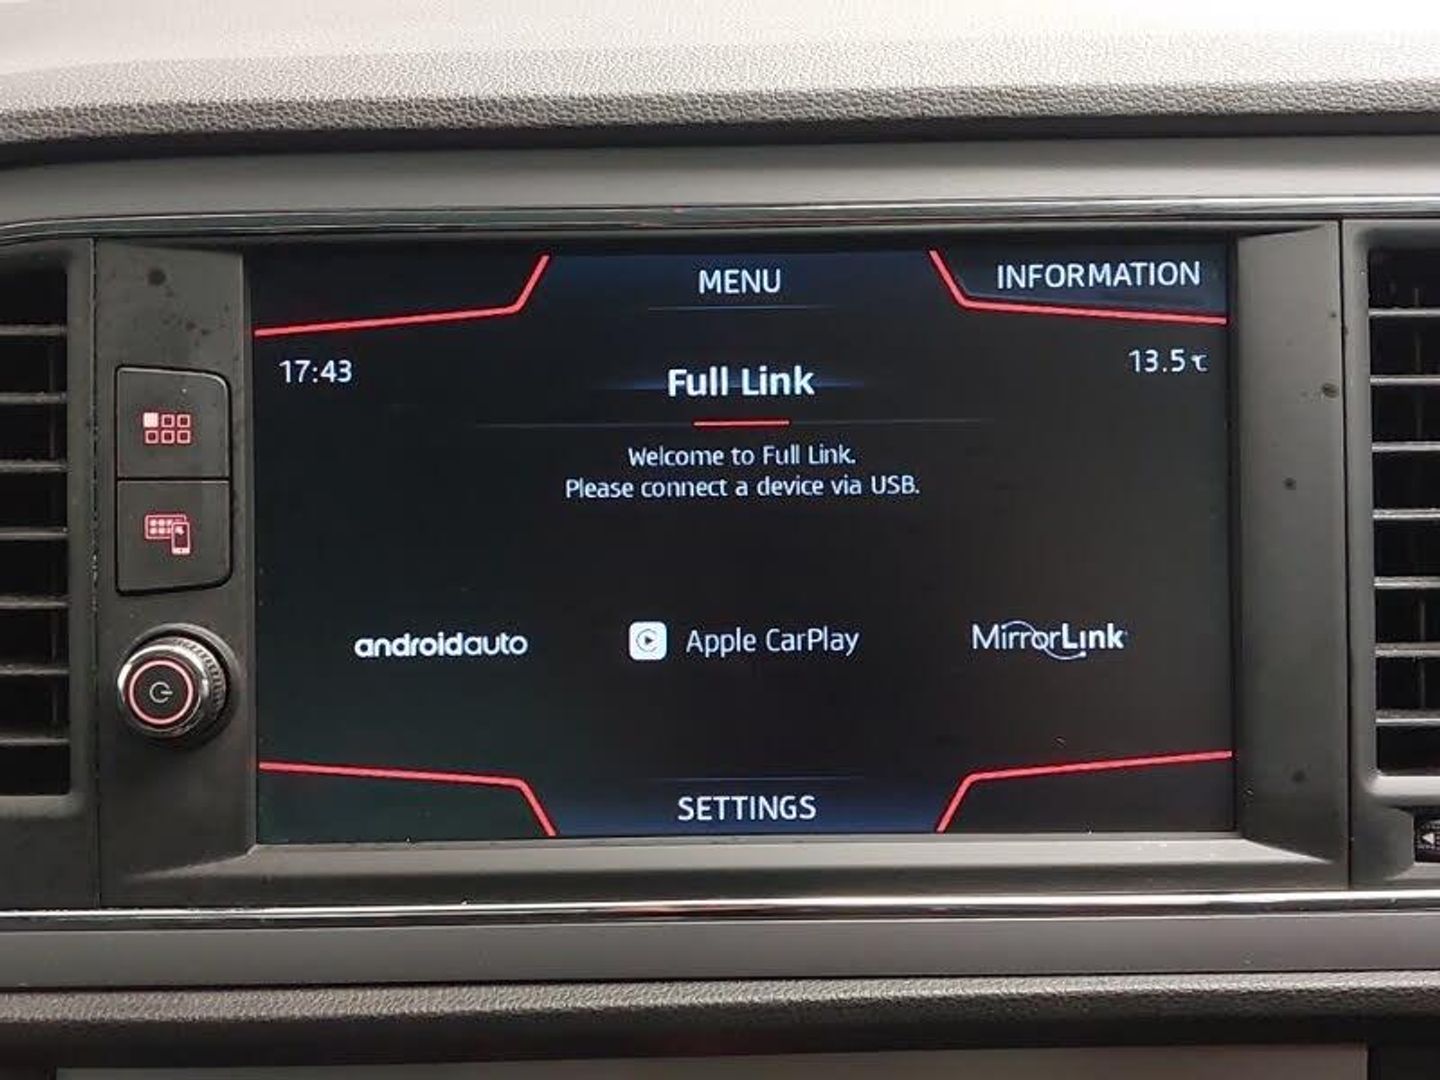 MENU
INFORMATION
17:43
13.5℃
Full Link
Welcome to Full Link.
Please connect a device via USB.
androidauto
Apple CarPlay
MirrorLink
SETTINGS